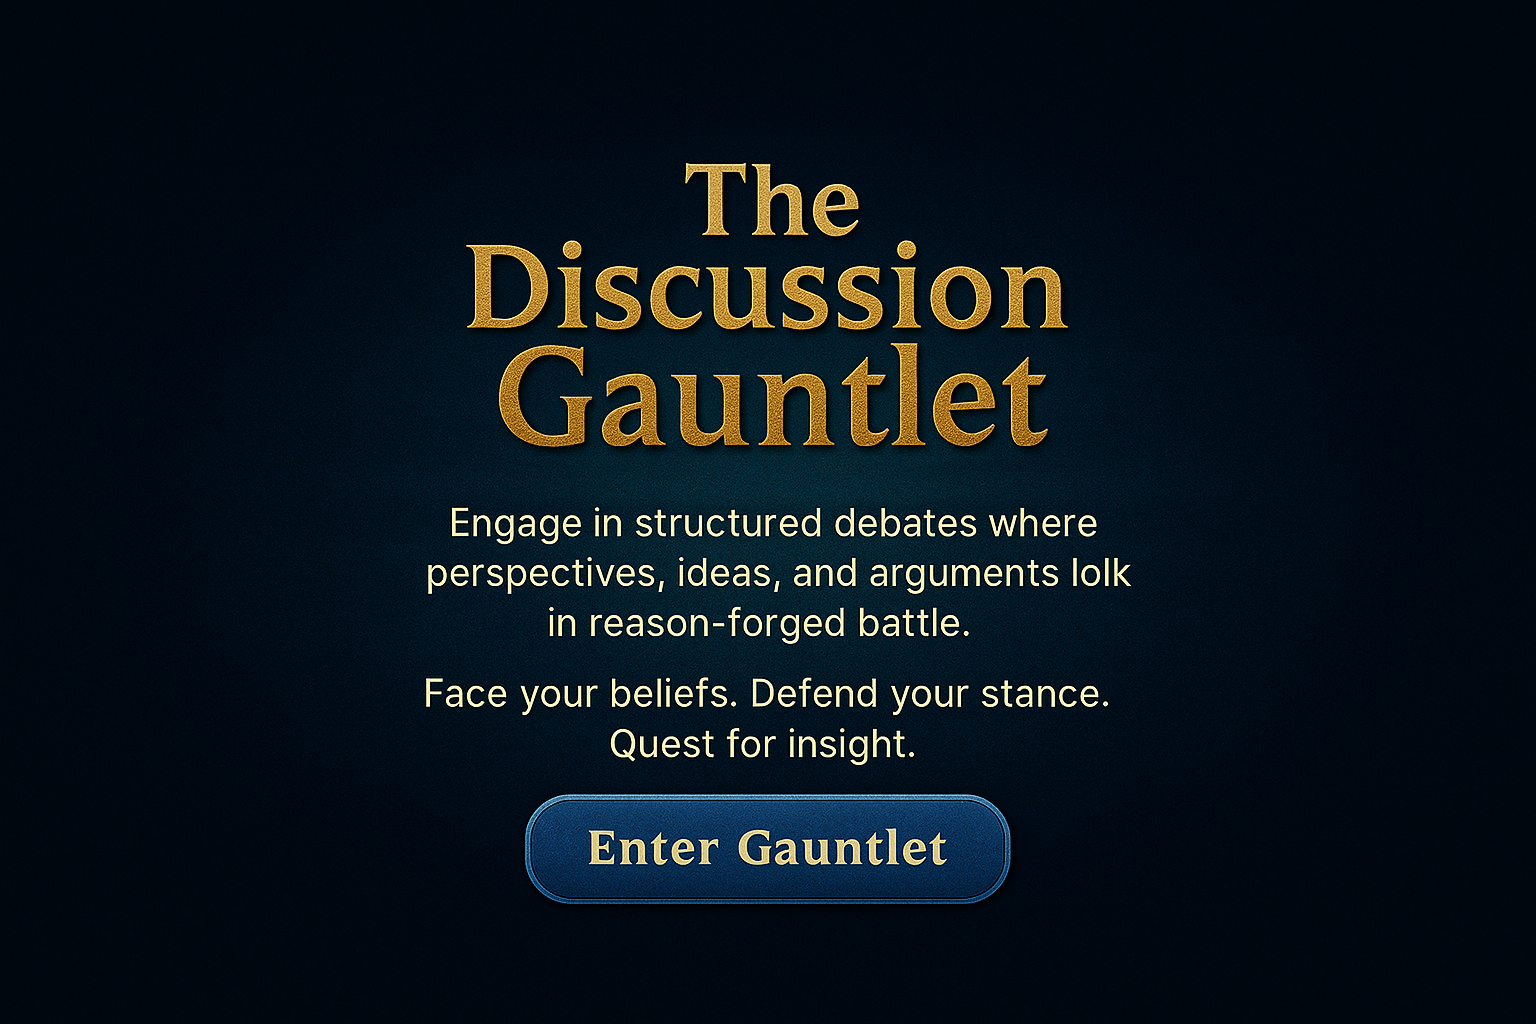 The
Discussion
Gauntlet
Engage in structured debates where
perspectives, ideas, and arguments lolk
in reason-forged battle.
Face your beliefs. Defend your stance.
Quest for insight.
Enter Gauntlet